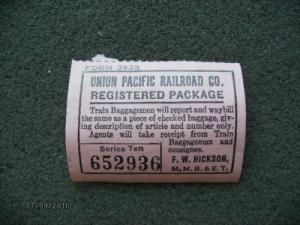 FORM 2633
UNION PACIFIC RAILROAD CO.
REGISTERED PACKAGE
Train Baggagemen will report and waybill
the same as a piece of checked baggage, giv-
ing description of article and number only.
Agents will take receipt from Train
Baggageman and
consignee.
Series Ten
652936
F. W. HICKSON,
M. M. B. & E. T.
07/09/2011